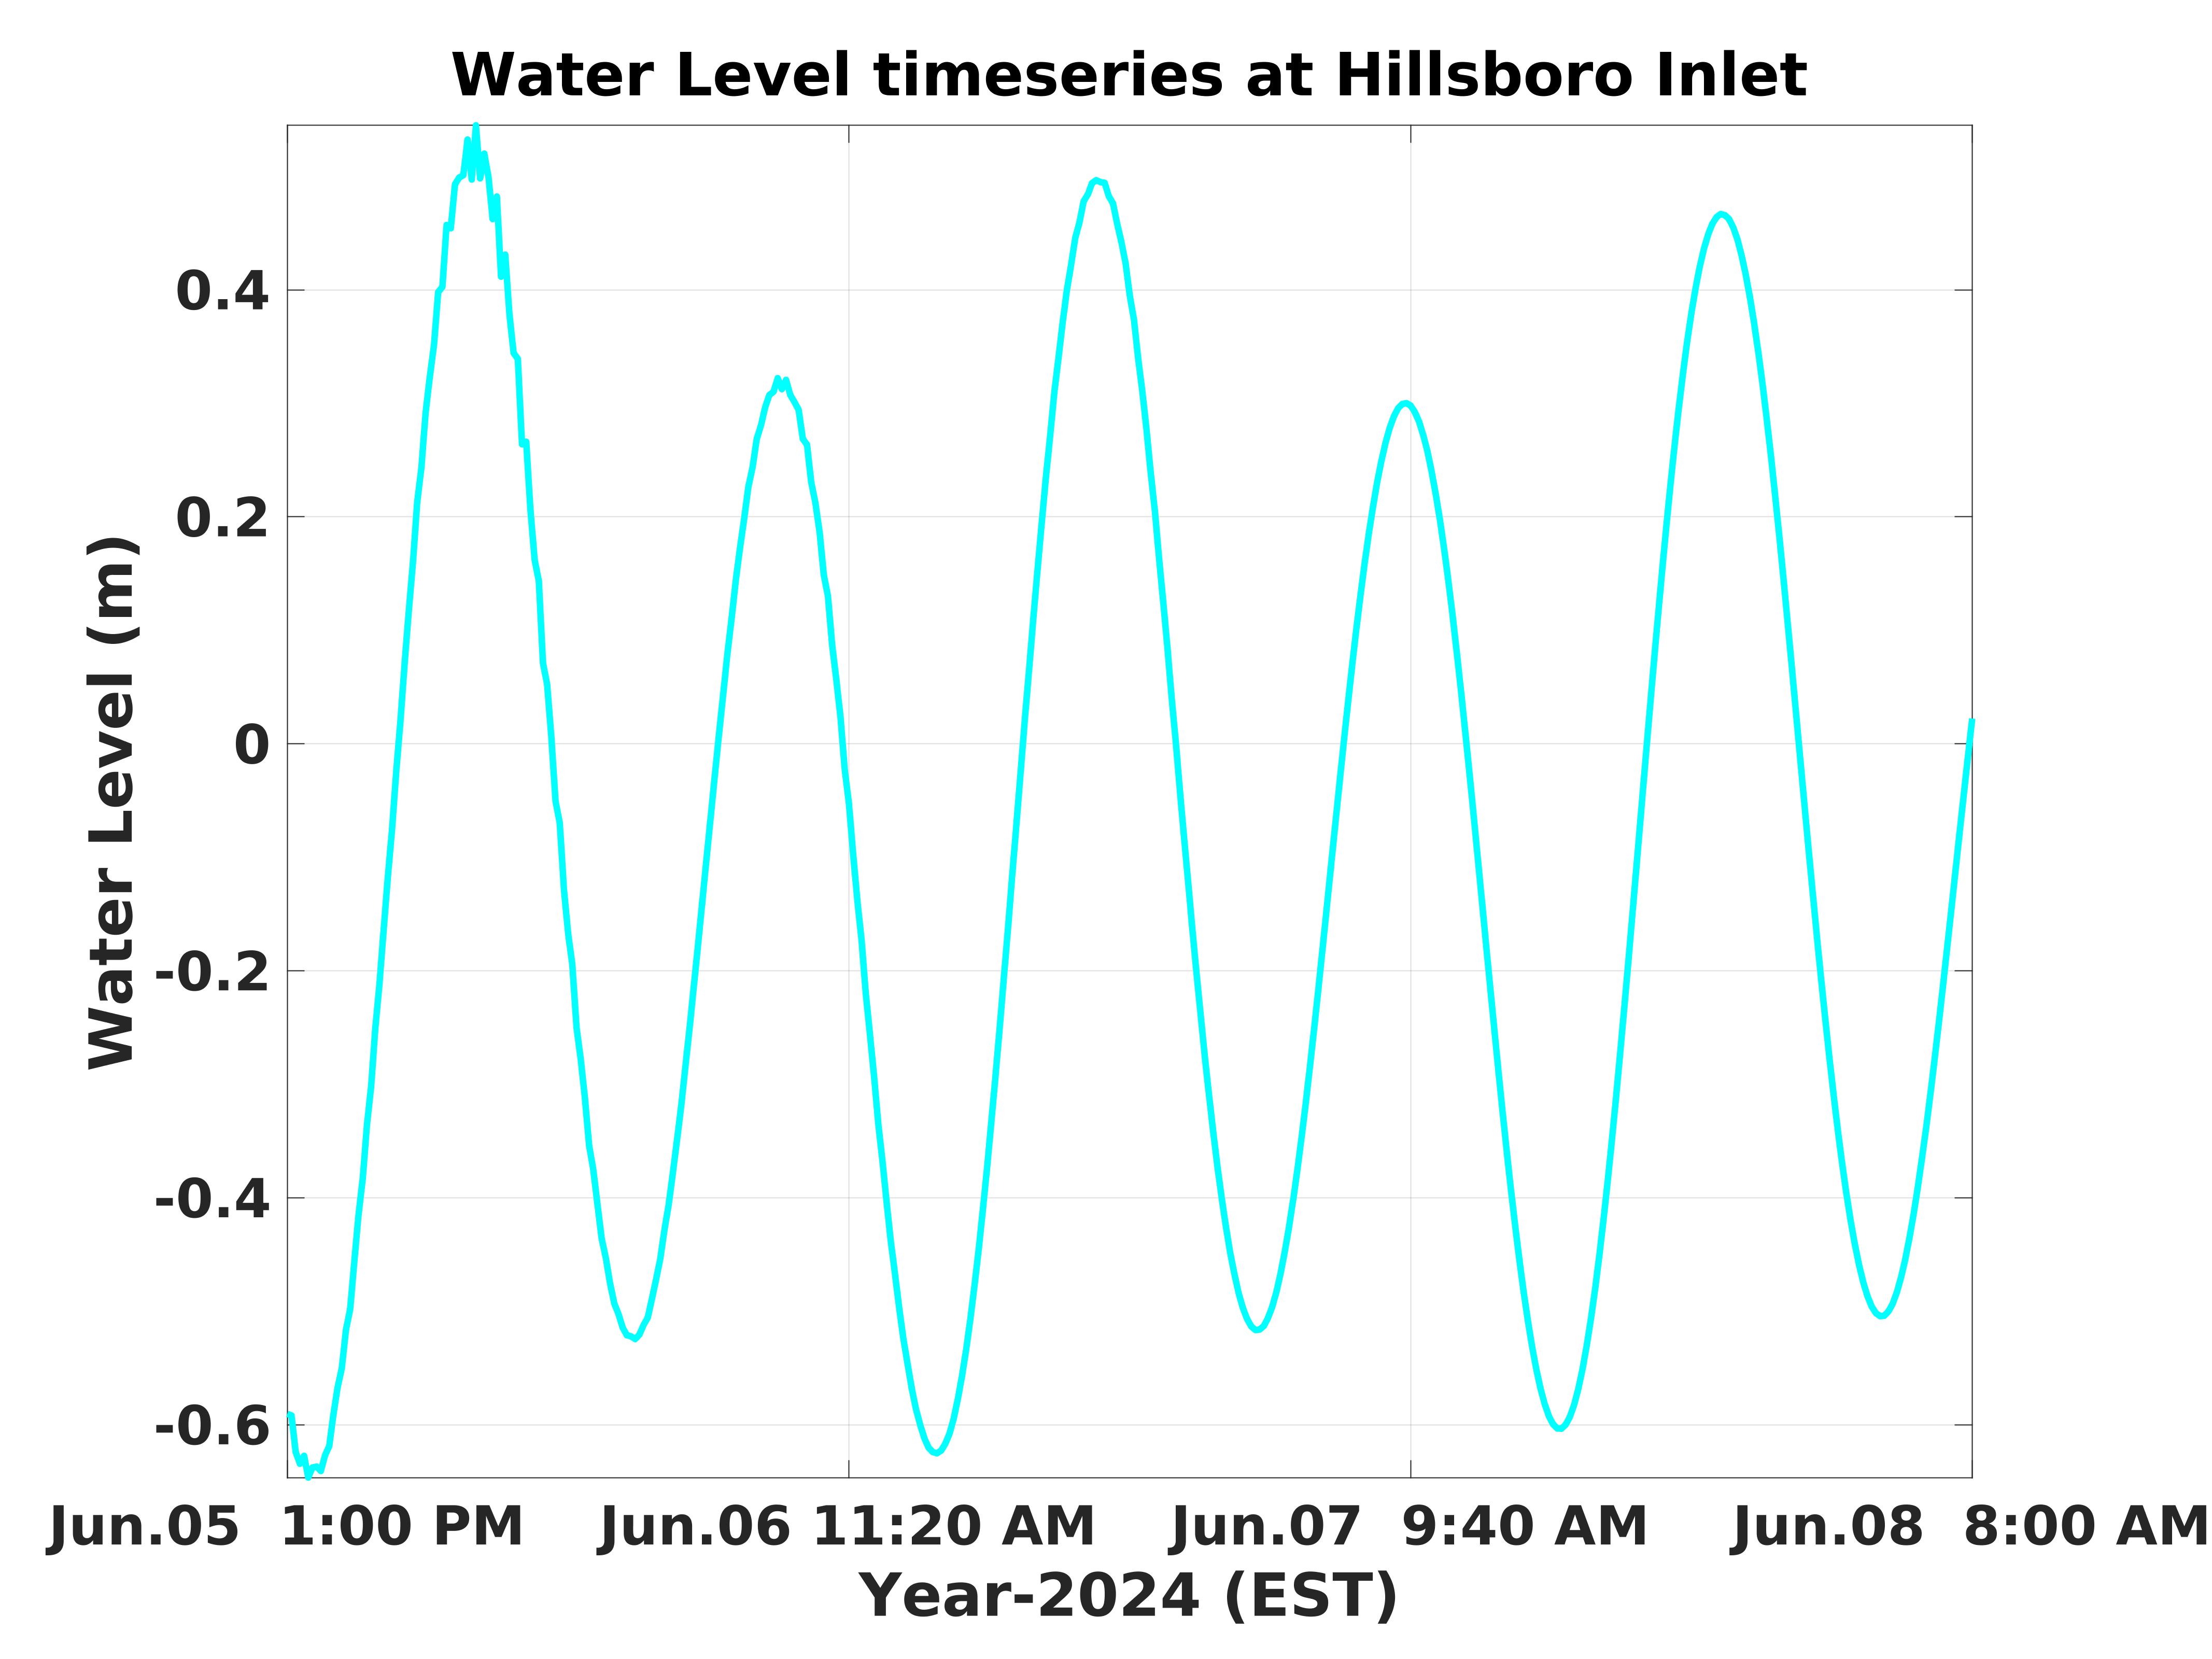 Water Level timeseries at Hillsboro Inlet
Water Level (m)
0.4
0.2
0
-0.2
-0.4
-0.6
Jun.05 1:00 PM Jun.06 11:20 AM Jun.07 9:40 AM Jun.08 8:00 AM
Year-2024 (EST)